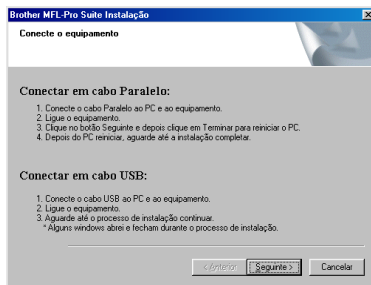 Brother MFL-Pro Suite Instalação
Conecte o equipamento
Conectar em cabo Paralelo:
1. Conecte o cabo Paralelo ao PC e ao equipamento.
2. Ligue o equipamento.
3. Clique no botão Seguinte e depois clique em Terminar para reiniciar o PC.
4. Depois do PC reiniciar, aguarde até a instalação completar.
Conectar em cabo USB:
1. Conecte o cabo USB ao PC e ao equipamento.
2. Ligue o equipamento.
3. Aguarde até o processo de instalação continuar.
* Alguns windows abrei e fecham durante o processo de instalação.
< Anterior Seguinte > Cancelar